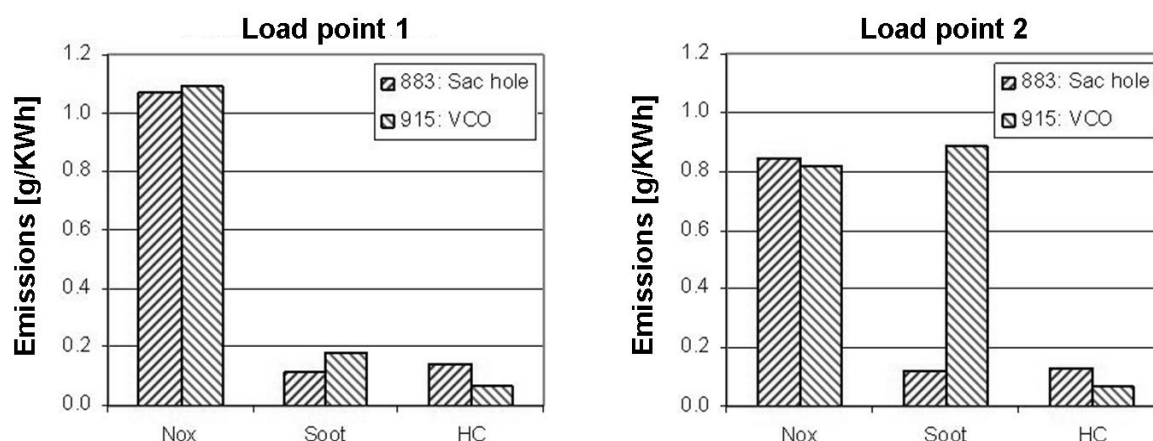 Load point 1
Emissions [g/KWh]
1.2
1.0
0.8
0.6
0.4
0.2
0.0
883: Sac hole
915: VCO
Nox Soot HC
Load point 2
Emissions [g/KWh]
1.2
1.0
0.8
0.6
0.4
0.2
0.0
883: Sac hole
915: VCO
Nox Soot HC